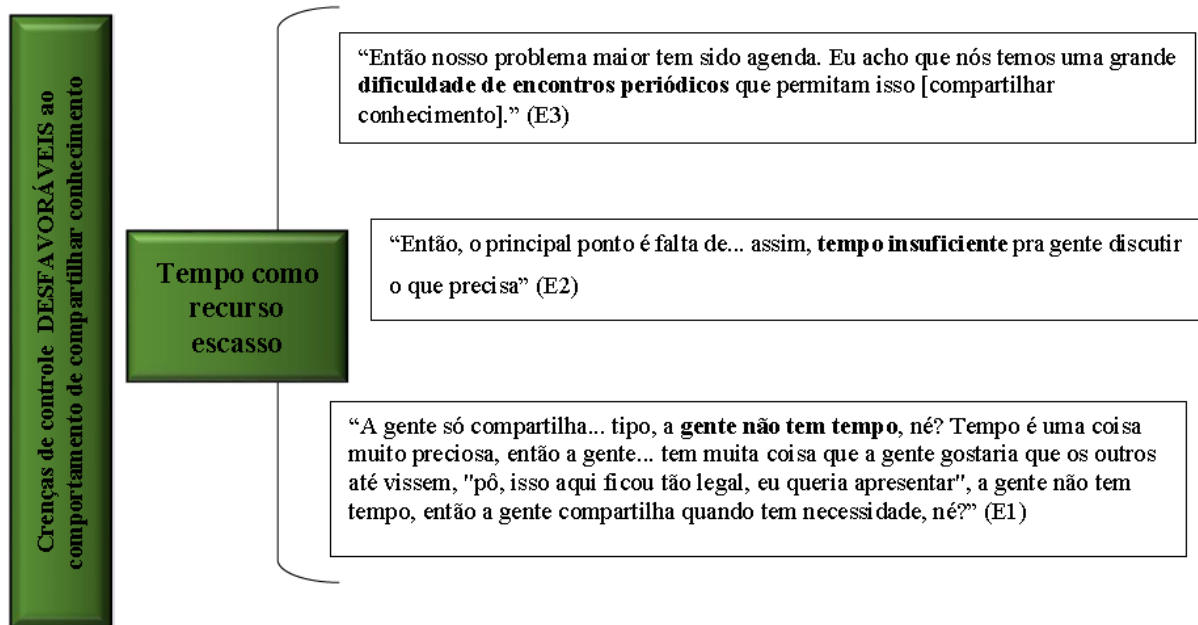 Crenças de controle DESFAVORÁVEIS ao
comportamento de compartilhar conhecimento
Tempo como
recurso
escasso
“Então nosso problema maior tem sido agenda. Eu acho que nós temos uma grande
dificuldade de encontros periódicos que permitam isso [compartilhar
conhecimento].” (E3)
“Então, o principal ponto é falta de... assim, tempo insuficiente pra gente discutir
o que precisa” (E2)
“A gente só compartilha... tipo, a gente não tem tempo, né? Tempo é uma coisa
muito preciosa, então a gente... tem muita coisa que a gente gostaria que os outros
até vissem, "pô, isso aqui ficou tão legal, eu queria apresentar", a gente não tem
tempo, então a gente compartilha quando tem necessidade, né?” (E1)